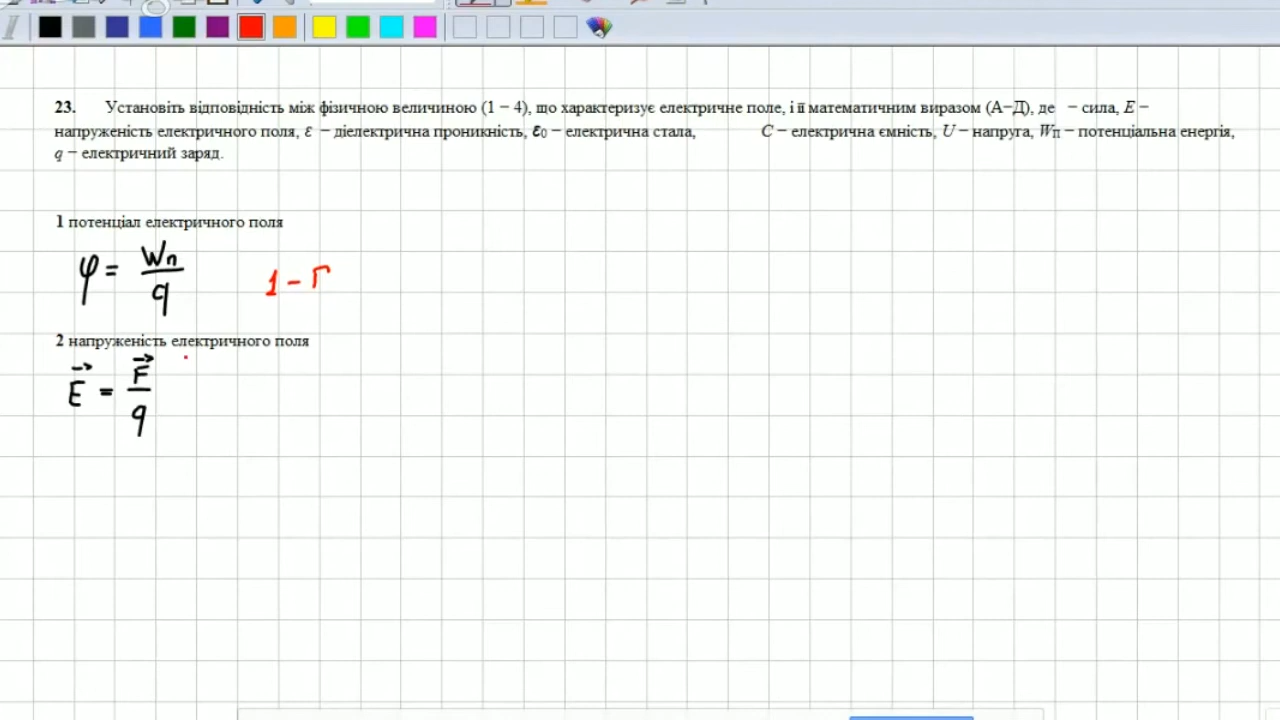 23. Установіть відповідність між фізичною величиною (1 − 4), що характеризує електричне поле, і її математичним виразом (А−Д), де − сила, E −
напруженість електричного поля, ε − діелектрична проникність, ε0 − електрична стала, C − електрична ємність, U − напруга, WП − потенціальна енергія,
q − електричний заряд.
1 потенціал електричного поля
φ = Wп / q
1 - Г
2 напруженість електричного поля
E⃗ = F⃗ / q